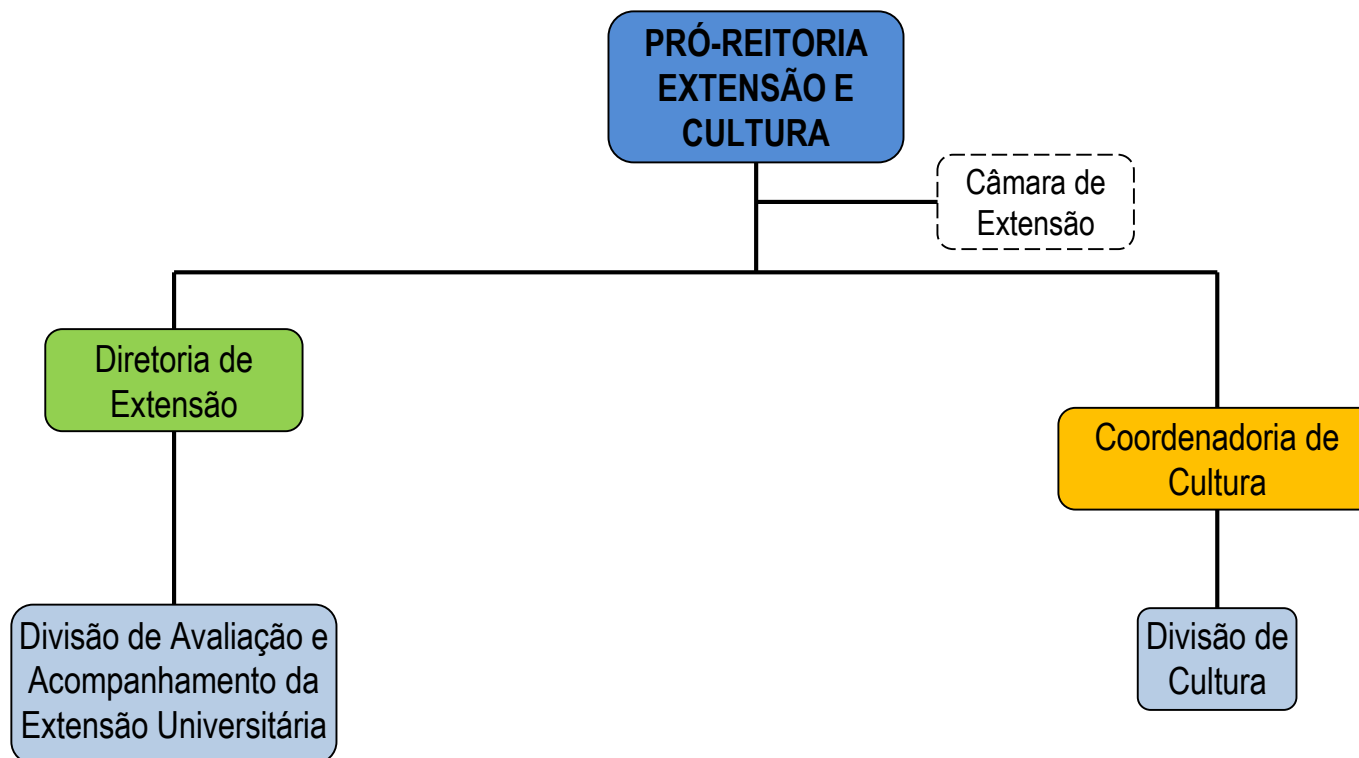 PRÓ-REITORIA
EXTENSÃO E
CULTURA
Câmara de
Extensão
Diretoria de
Extensão
Coordenadoria de
Cultura
Divisão de Avaliação e
Acompanhamento da
Extensão Universitária
Divisão de
Cultura